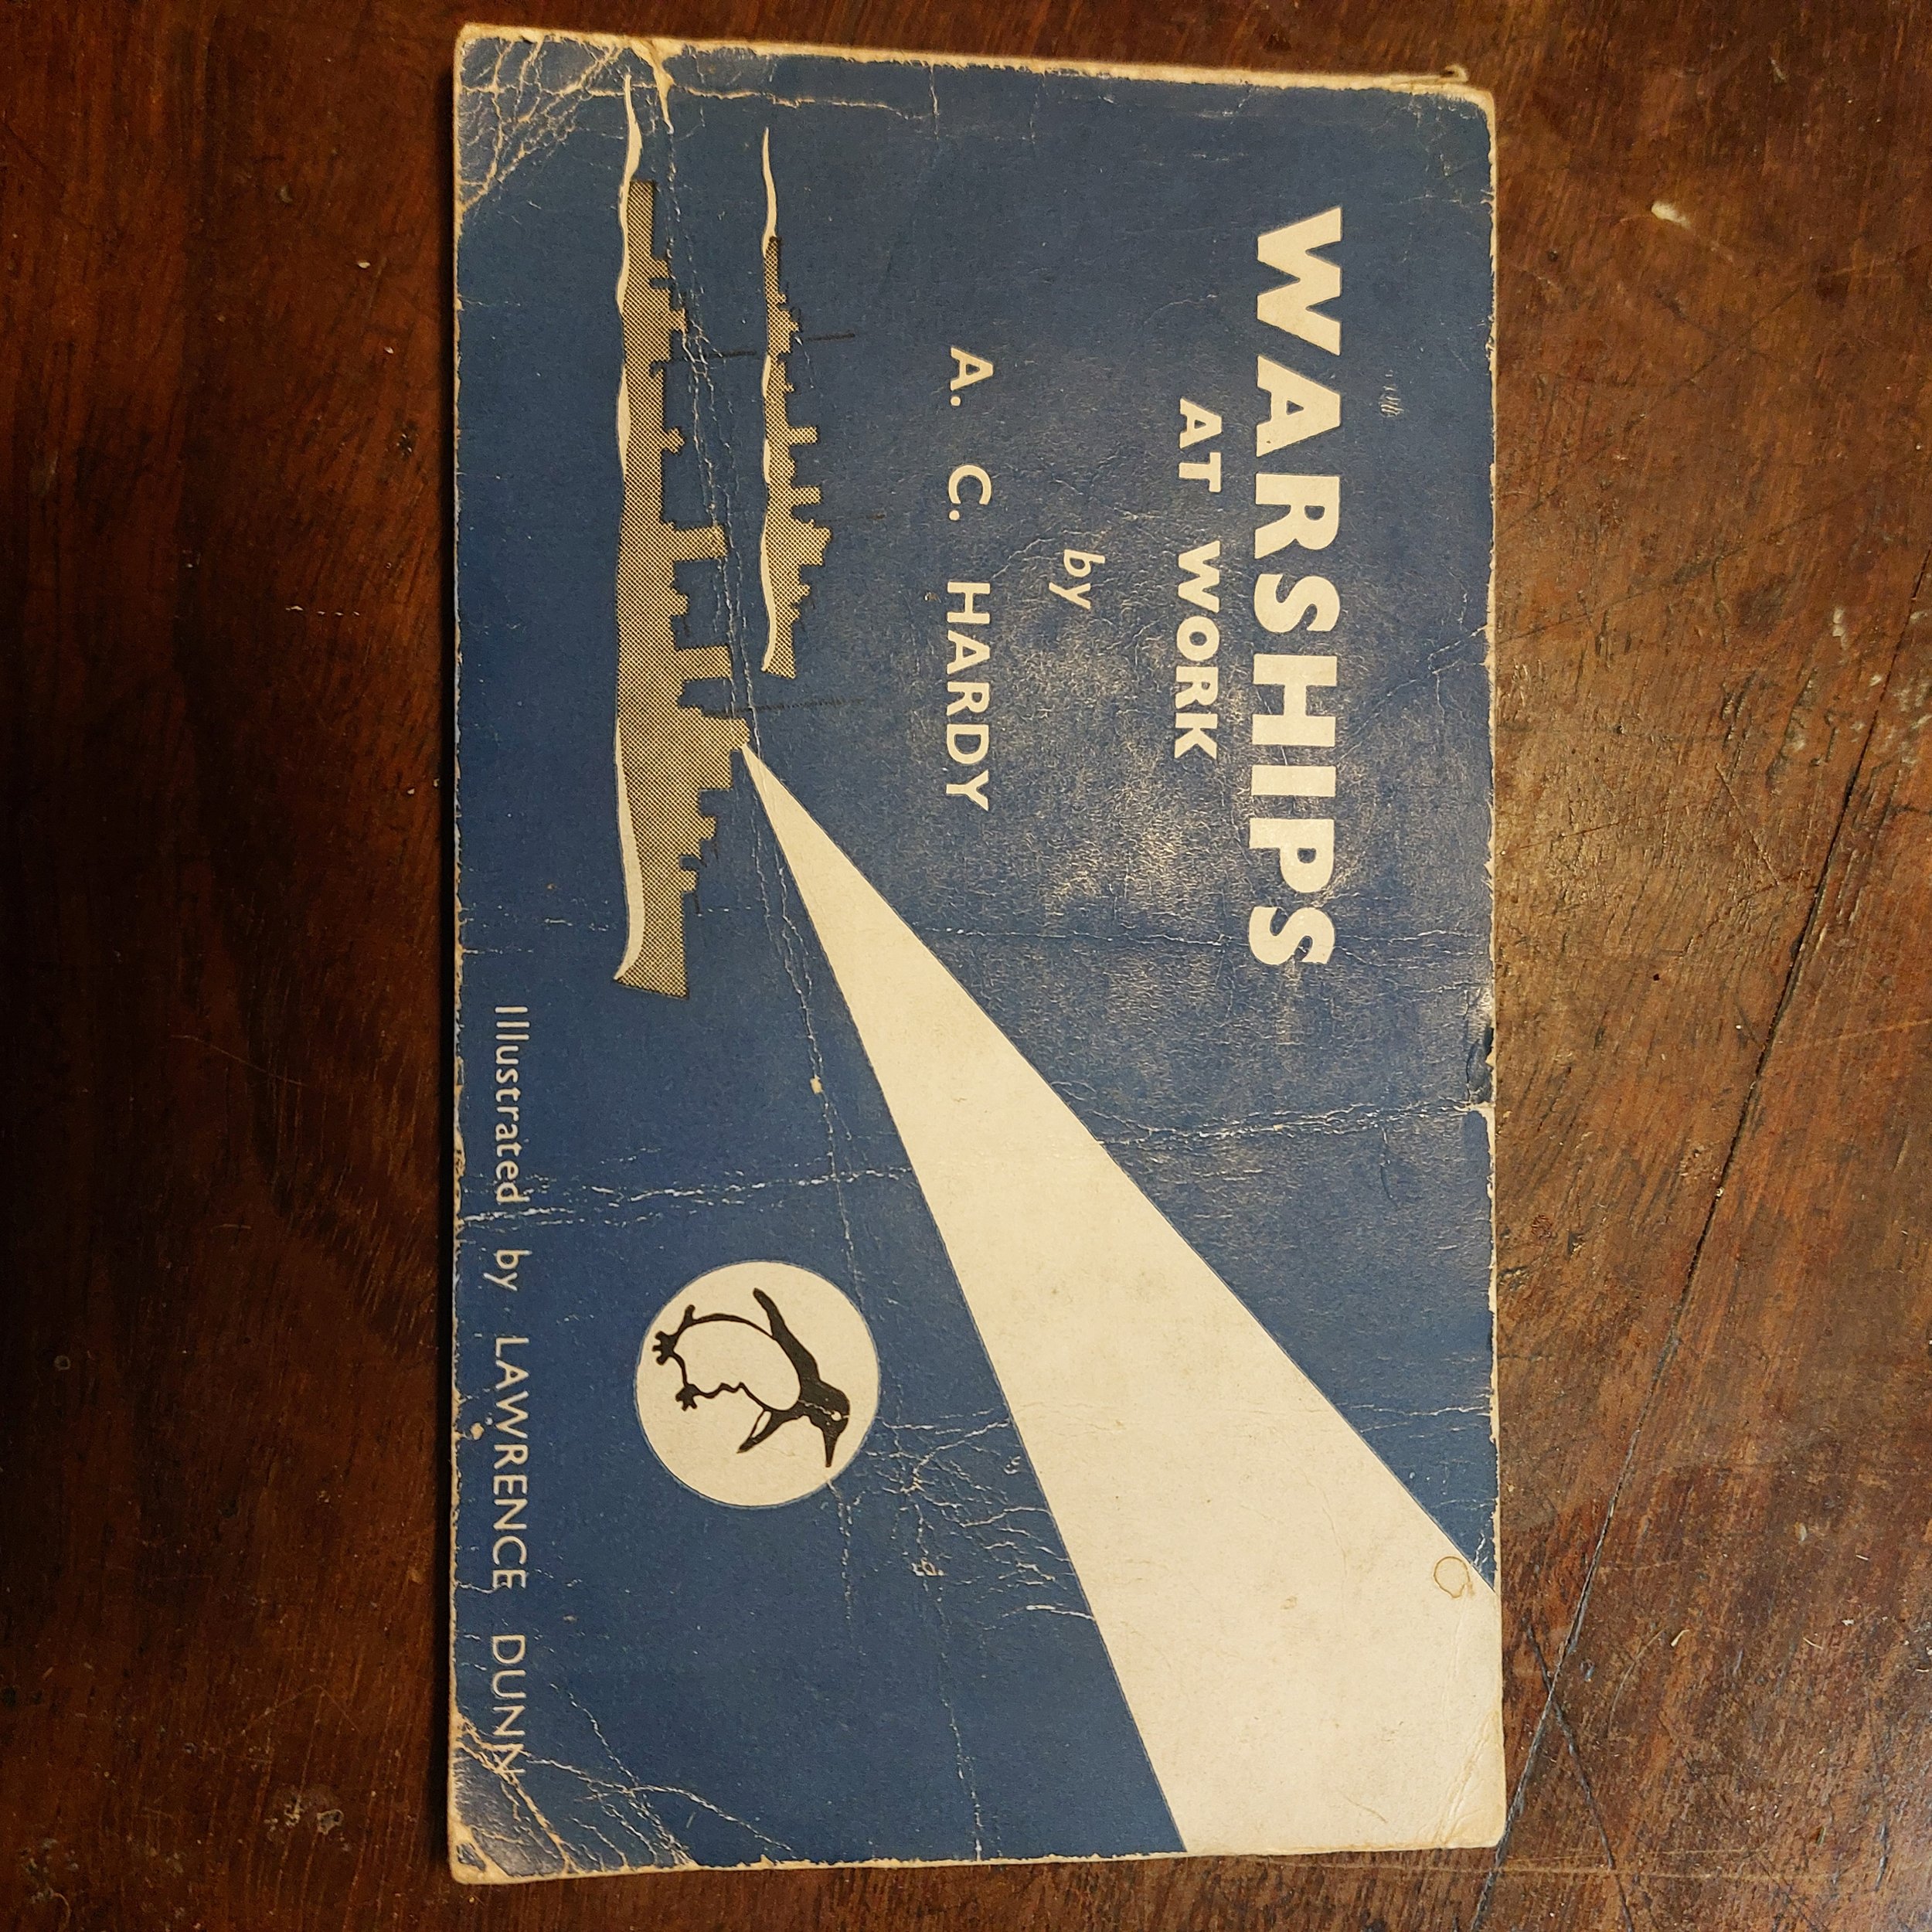 WARSHIPS
AT WORK
by
A. C. HARDY
Illustrated by LAWRENCE DUNN